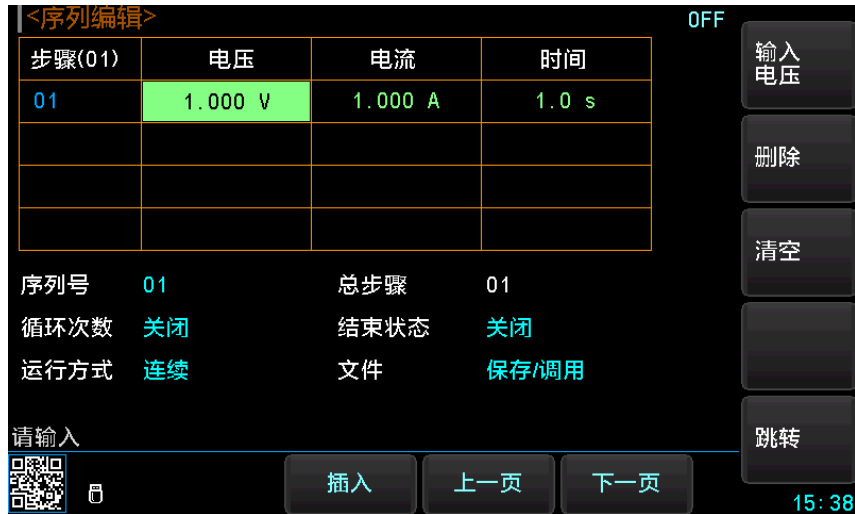 <序列编辑>
OFF
步骤(01) 电压 电流 时间
01 1.000 V 1.000 A 1.0 s
序列号 01 总步骤 01
循环次数 关闭 结束状态 关闭
运行方式 连续 文件 保存/调用
请输入
插入 上一页 下一页
输入
电压
删除
清空
跳转
15:38